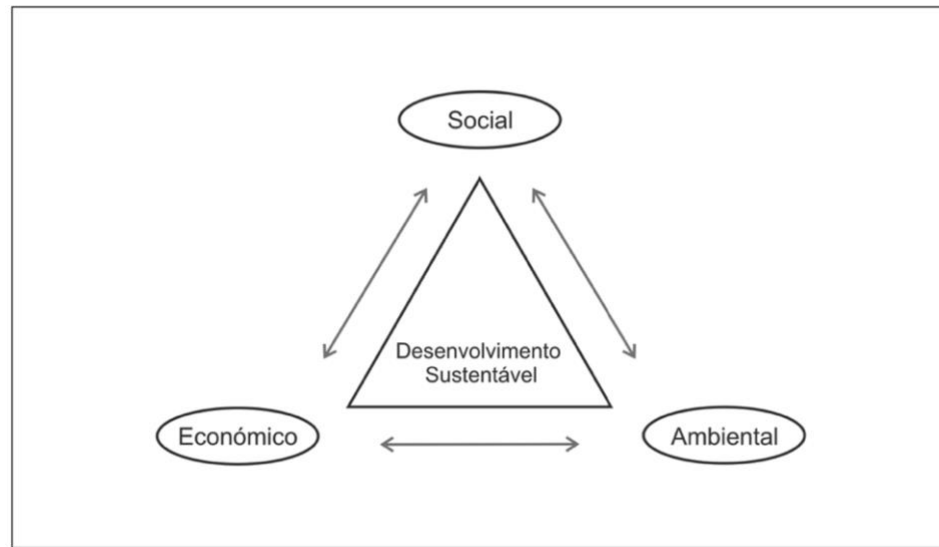 Social
Desenvolvimento
Sustentável
Económico
Ambiental